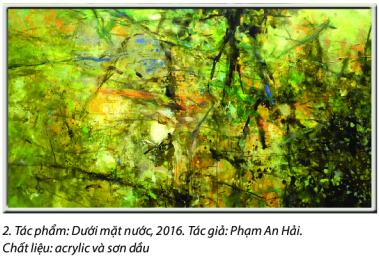 2. Tác phẩm: Dưới mặt nước, 2016. Tác giả: Phạm An Hải.
Chất liệu: acrylic và sơn dầu